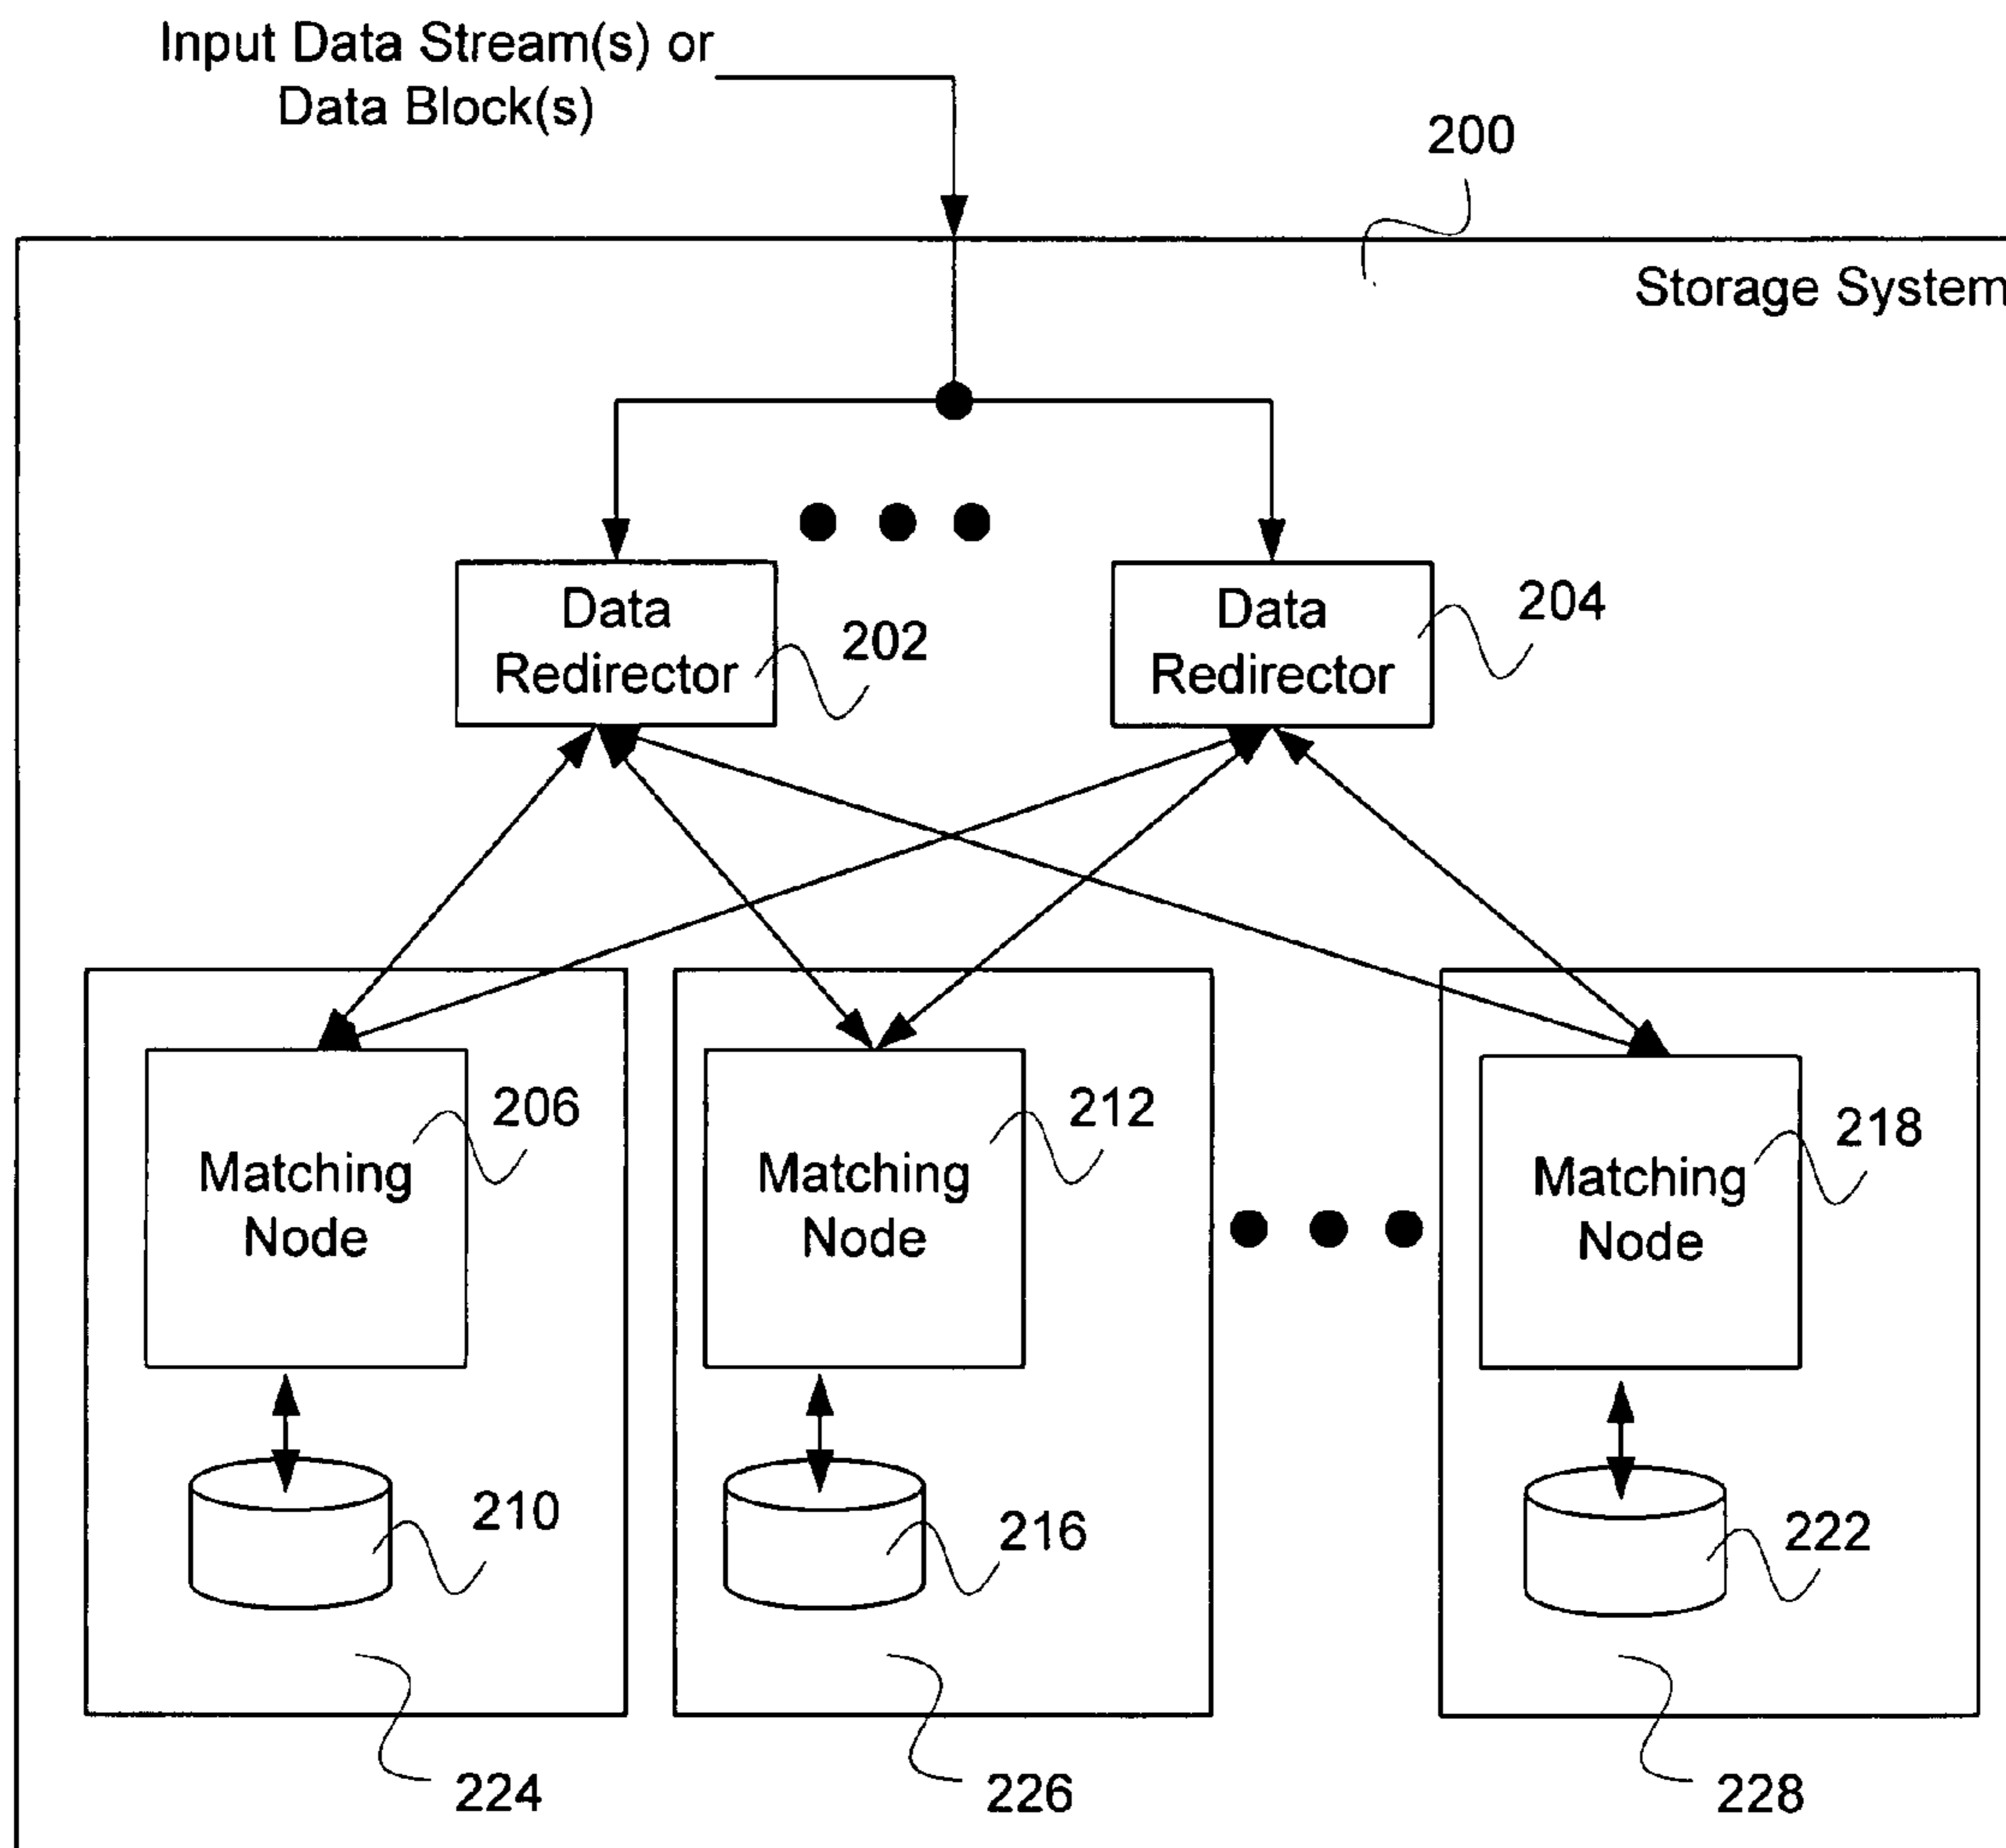 Input Data Stream(s) or
Data Block(s)
200
Storage System
Data
Redirector
202
Data
Redirector
204
Matching
Node
206
Matching
Node
212
Matching
Node
218
210
216
222
224
226
228